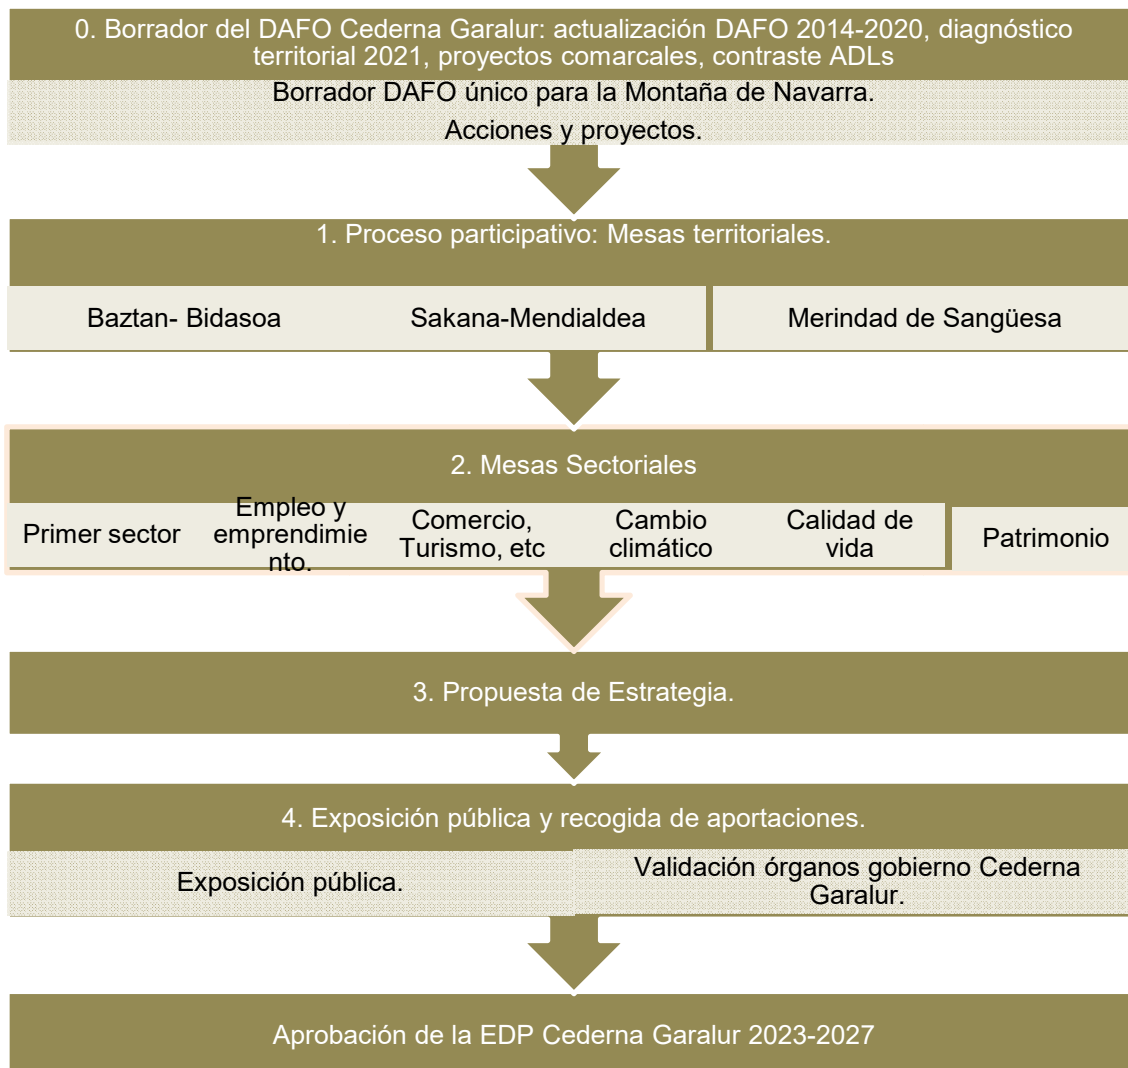 0. Borrador del DAFO Cederna Garalur: actualización DAFO 2014-2020, diagnóstico
territorial 2021, proyectos comarcales, contraste ADLs
Borrador DAFO único para la Montaña de Navarra.
Acciones y proyectos.
1. Proceso participativo: Mesas territoriales.
Baztan- Bidasoa
Sakana-Mendialdea
Merindad de Sangüesa
2. Mesas Sectoriales
Primer sector
Empleo y
emprendimie
nto.
Comercio,
Turismo, etc
Cambio
climático
Calidad de
vida
Patrimonio
3. Propuesta de Estrategia.
4. Exposición pública y recogida de aportaciones.
Exposición pública.
Validación órganos gobierno Cederna
Garalur.
Aprobación de la EDP Cederna Garalur 2023-2027